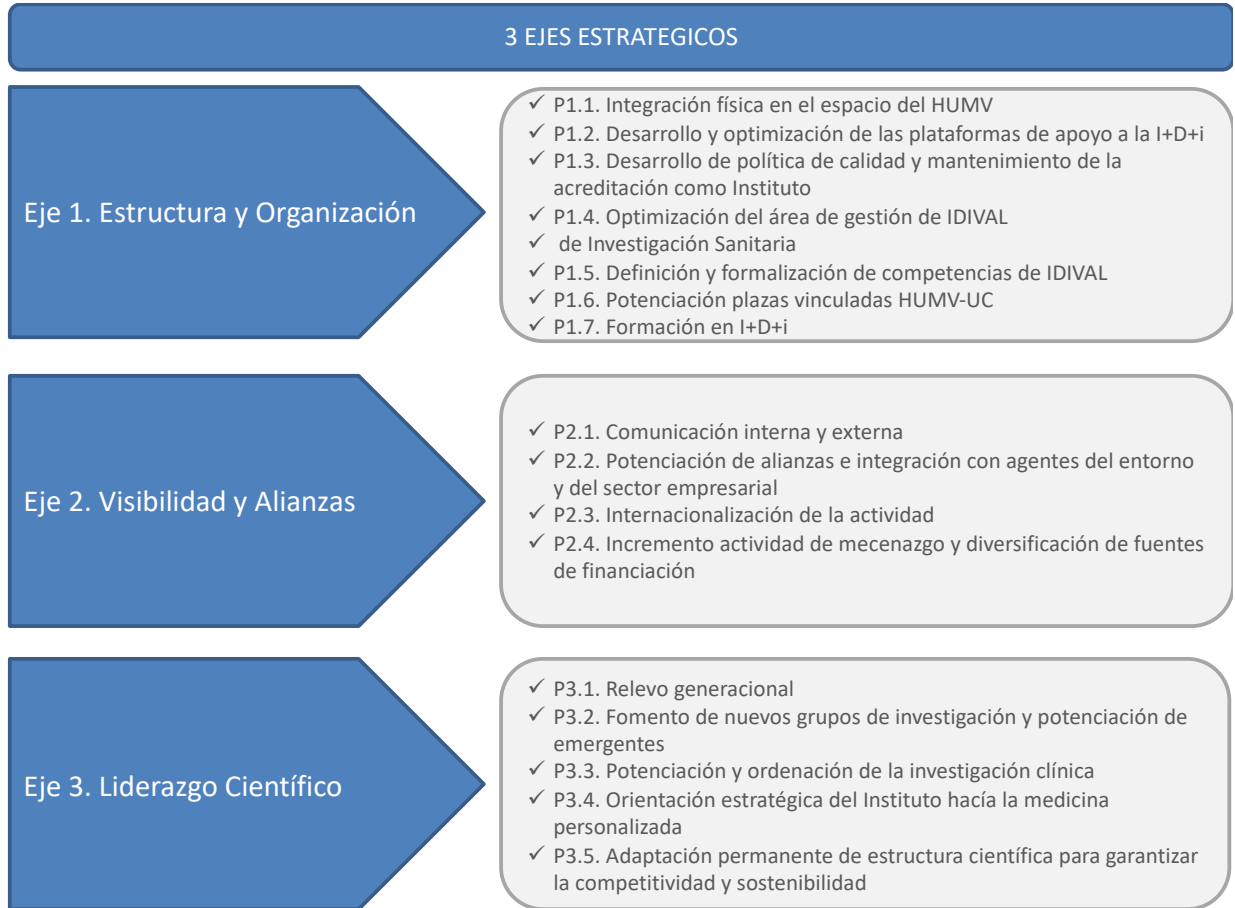 3 EJES ESTRATEGICOS
Eje 1. Estructura y Organización
✓ P1.1. Integración física en el espacio del HUMV
✓ P1.2. Desarrollo y optimización de las plataformas de apoyo a la I+D+i
✓ P1.3. Desarrollo de política de calidad y mantenimiento de la
acreditación como Instituto
✓ P1.4. Optimización del área de gestión de IDIVAL
✓ de Investigación Sanitaria
✓ P1.5. Definición y formalización de competencias de IDIVAL
✓ P1.6. Potenciación plazas vinculadas HUMV-UC
✓ P1.7. Formación en I+D+i
Eje 2. Visibilidad y Alianzas
✓ P2.1. Comunicación interna y externa
✓ P2.2. Potenciación de alianzas e integración con agentes del entorno
y del sector empresarial
✓ P2.3. Internacionalización de la actividad
✓ P2.4. Incremento actividad de mecenazgo y diversificación de fuentes
de financiación
Eje 3. Liderazgo Científico
✓ P3.1. Relevo generacional
✓ P3.2. Fomento de nuevos grupos de investigación y potenciación de
emergentes
✓ P3.3. Potenciación y ordenación de la investigación clínica
✓ P3.4. Orientación estratégica del Instituto hacía la medicina
personalizada
✓ P3.5. Adaptación permanente de estructura científica para garantizar
la competitividad y sostenibilidad